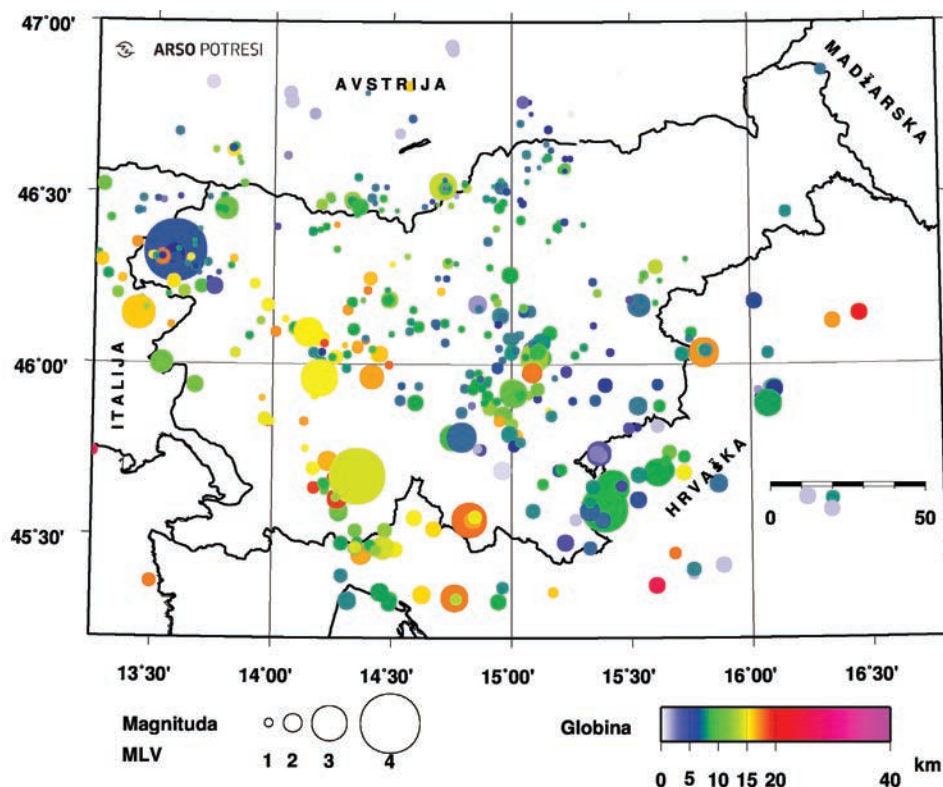 47°00'
ARSO POTRESI
AVSTRIJA
MADŽARSKA
46°30'
46°00'
ITALIJA
HRVAŠKA
0 50
45°30'
13°30' 14°00' 14°30' 15°00' 15°30' 16°00' 16°30'
Magnituda
MLV
1 2 3 4
Globina
km
0 5 10 15 20 40